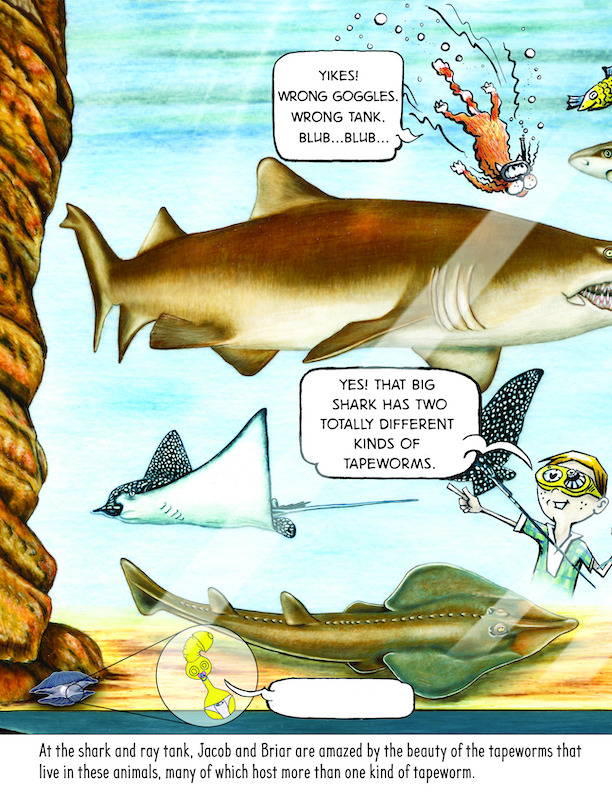 YIKES!
WRONG GOGGLES.
WRONG TANK.
BLUB...BLUB...
YES! THAT BIG
SHARK HAS TWO
TOTALLY DIFFERENT
KINDS OF
TAPEWORMS.
At the shark and ray tank, Jacob and Briar are amazed by the beauty of the tapeworms that
live in these animals, many of which host more than one kind of tapeworm.